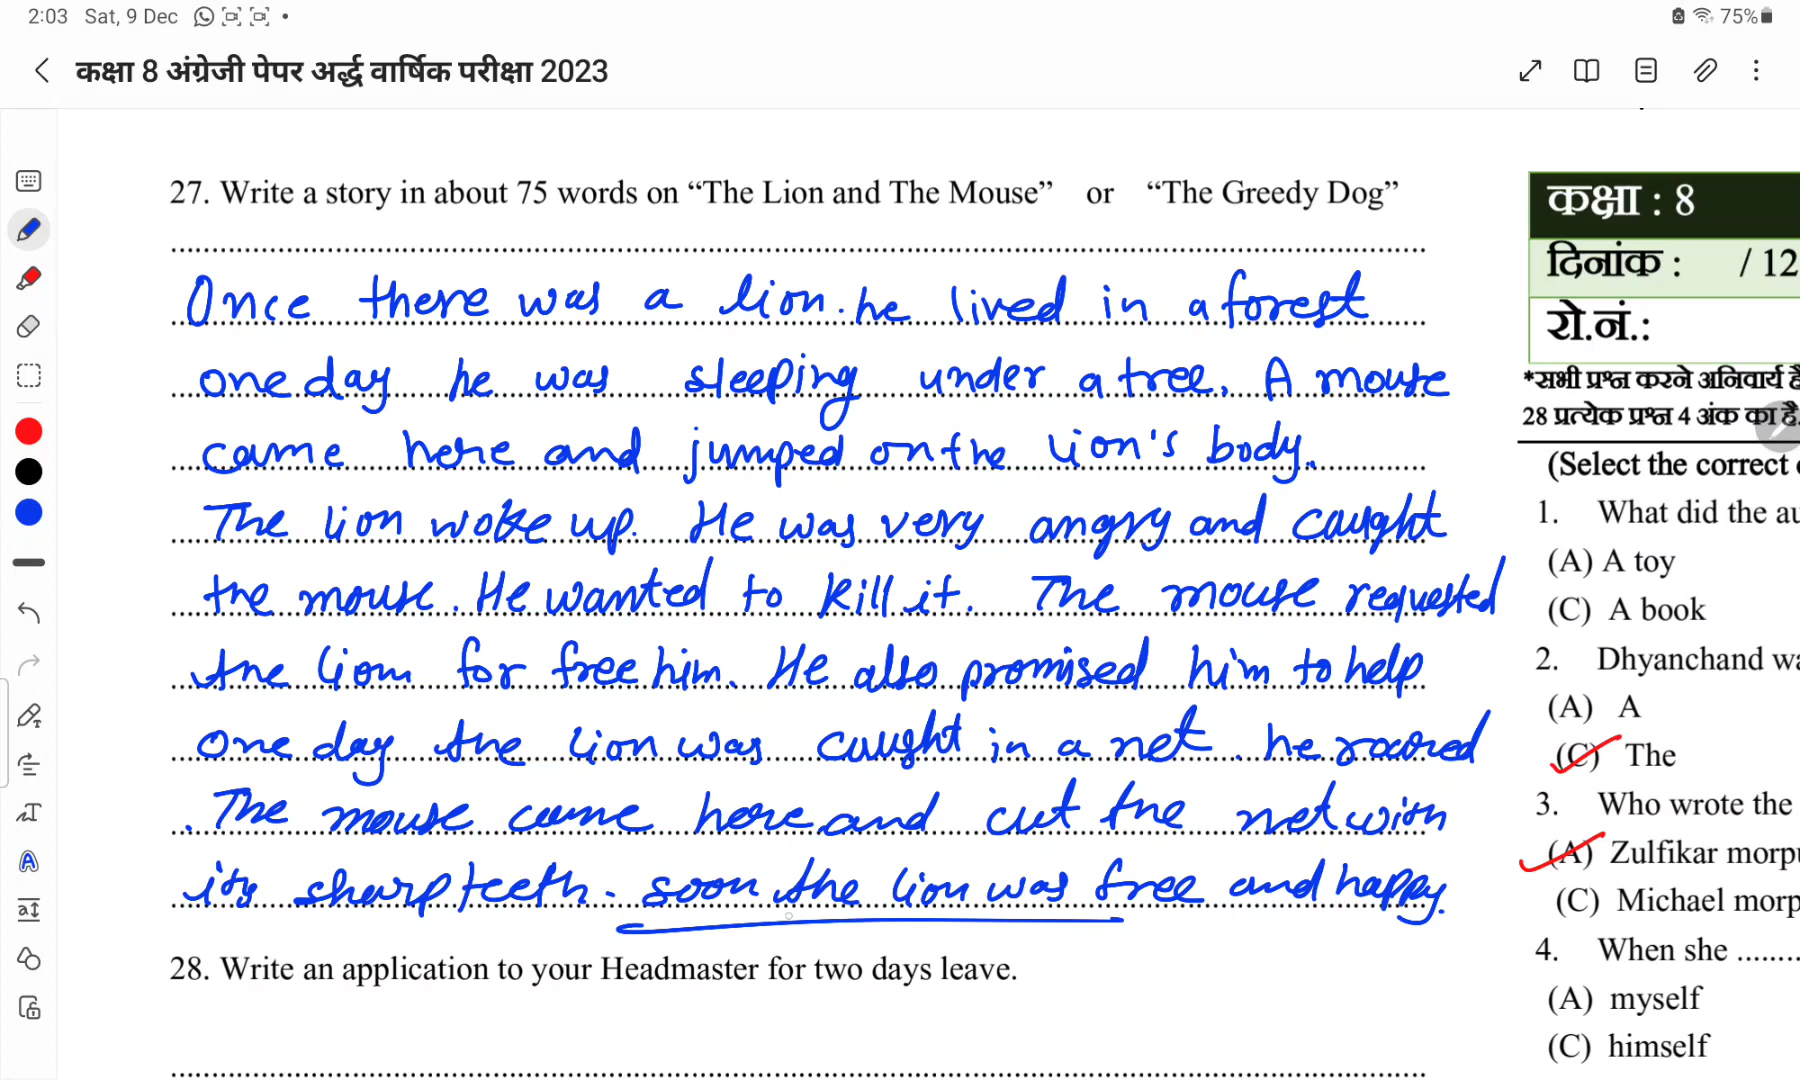 2:03 Sat, 9 Dec
75%
कक्षा 8 अंग्रेजी पेपर अर्द्ध वार्षिक परीक्षा 2023
27. Write a story in about 75 words on “The Lion and The Mouse” or “The Greedy Dog”
Once there was a lion. he lived in a forest
one day he was sleeping under a tree. A mouse
came here and jumped on the lion's body.
The lion woke up. He was very angry and caught
the mouse. He wanted to kill it. The mouse requested
the lion for free him. He also promised him to help
one day the lion was caught in a net. he roared
. The mouse came here and cut the net with
its sharp teeth. soon the lion was free and happy.
28. Write an application to your Headmaster for two days leave.
कक्षा : 8
दिनांक : / 12
रो.नं.:
*सभी प्रश्न करने अनिवार्य है
28 प्रत्येक प्रश्न 4 अंक का है
(Select the correct
1. What did the au
(A) A toy
(C) A book
2. Dhyanchand wa
(A) A
(C) The
3. Who wrote the
(A) Zulfikar morpu
(C) Michael morp
4. When she ........
(A) myself
(C) himself